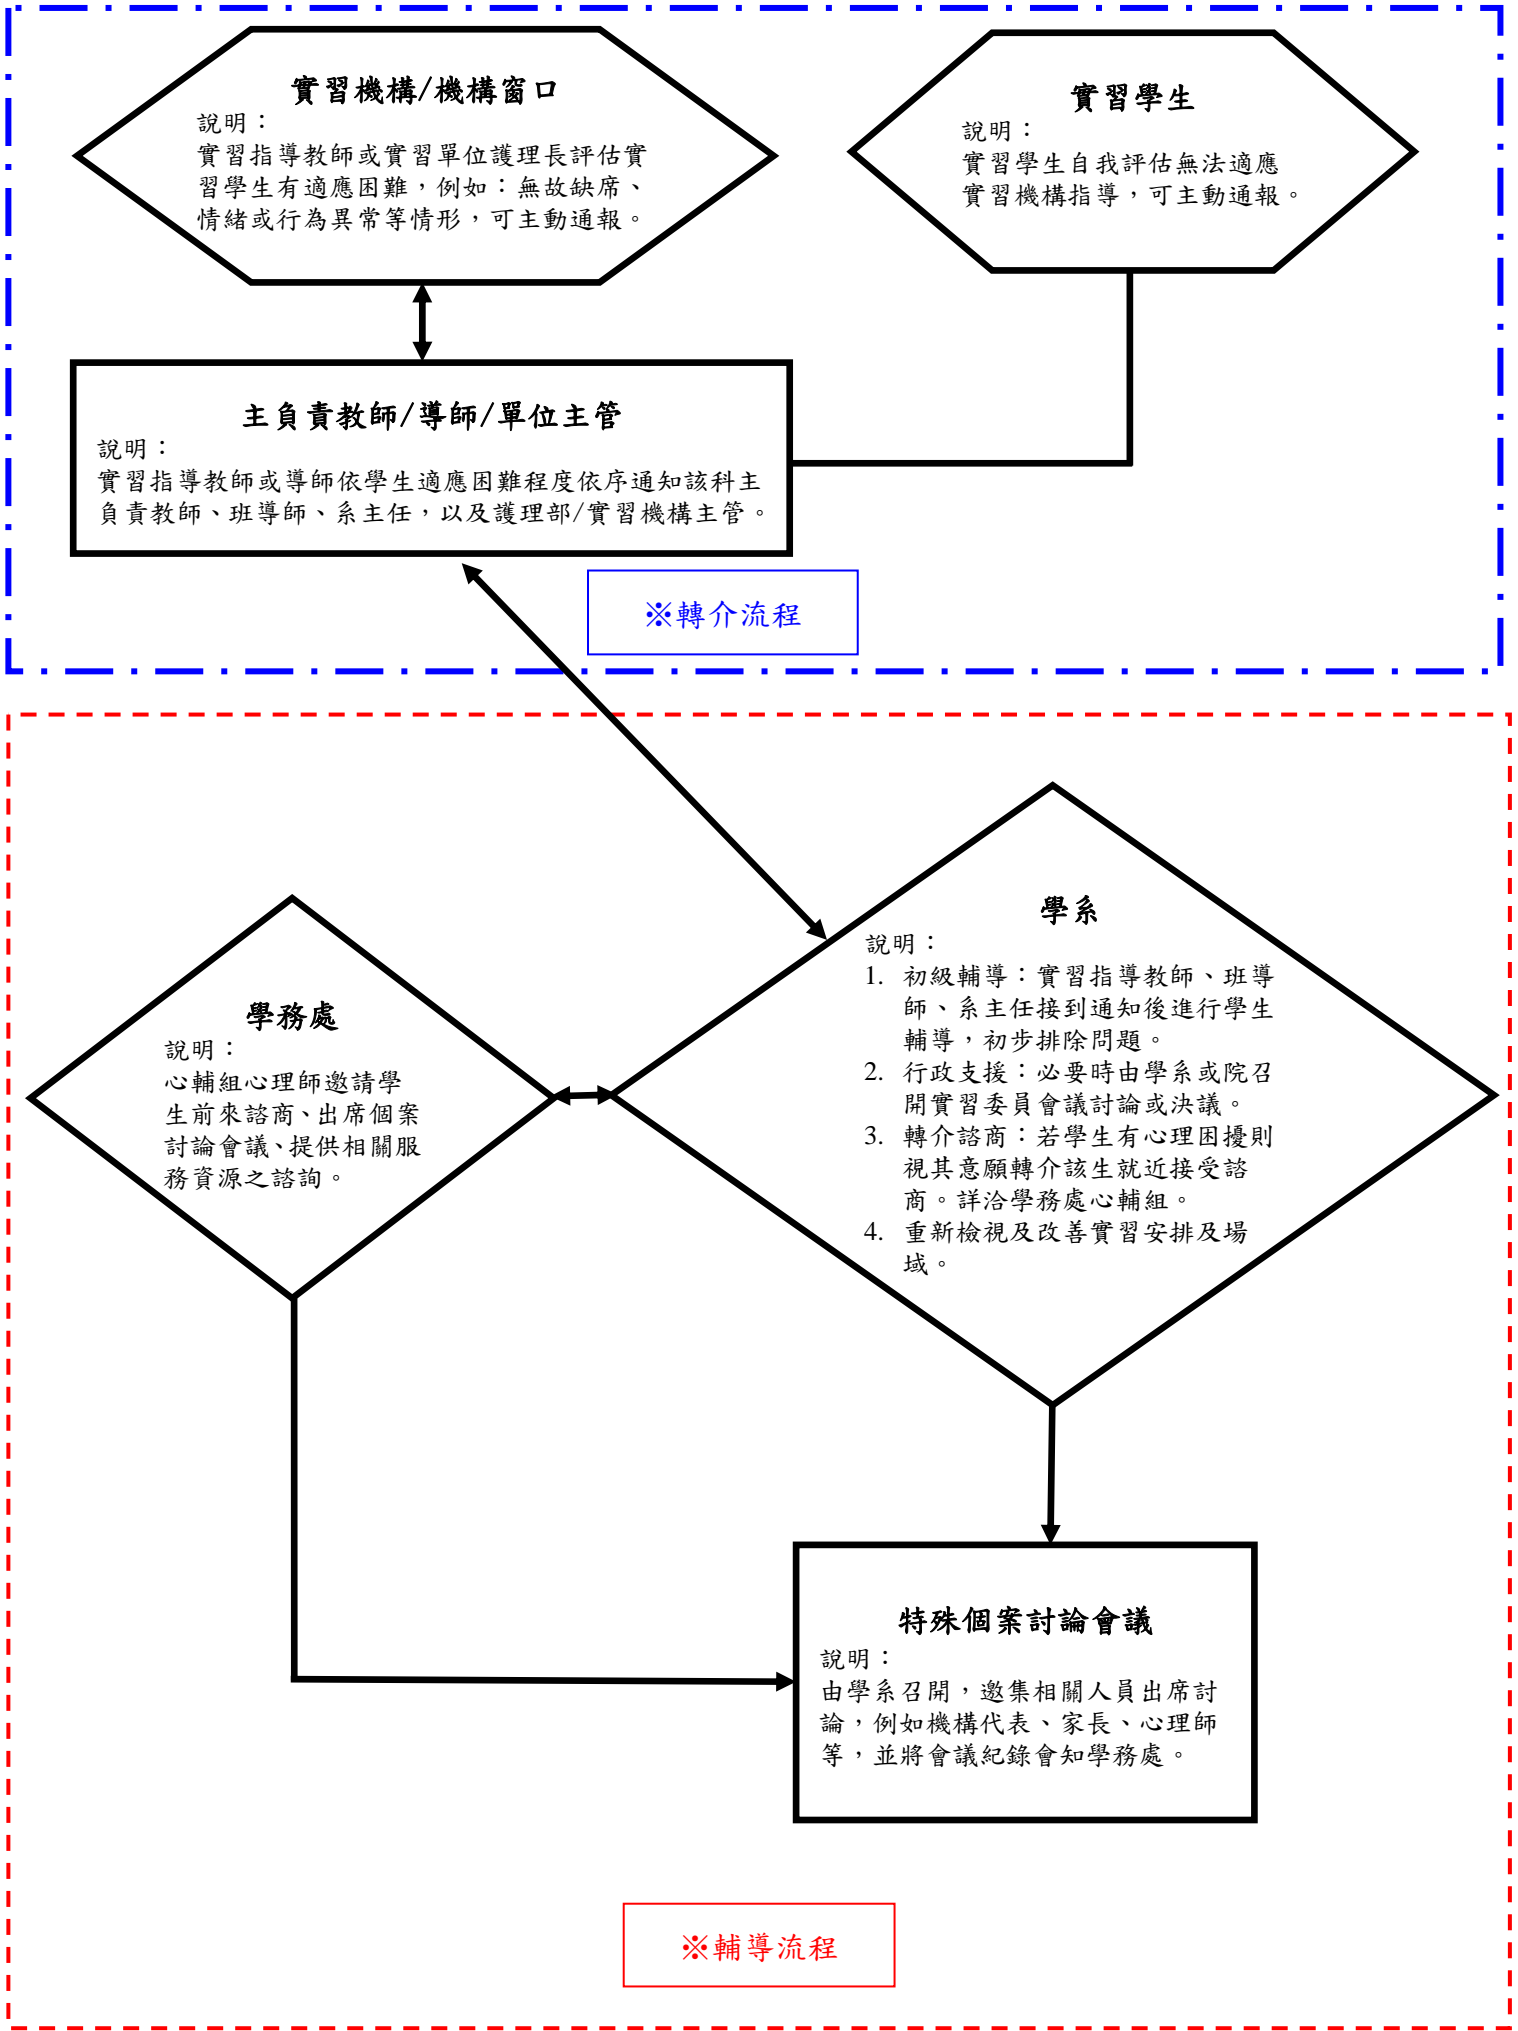 實習機構/機構窗口
說明：
實習指導教師或實習單位護理長評估實
習學生有適應困難，例如：無故缺席、
情緒或行為異常等情形，可主動通報。
實習學生
說明：
實習學生自我評估無法適應
實習機構指導，可主動通報。
主負責教師/導師/單位主管
說明：
實習指導教師或導師依學生適應困難程度依序通知該科主
負責教師、班導師、系主任，以及護理部/實習機構主管。
※轉介流程
學系
說明：
1. 初級輔導：實習指導教師、班導
師、系主任接到通知後進行學生
輔導，初步排除問題。
2. 行政支援：必要時由學系或院召
開實習委員會議討論或決議。
3. 轉介諮商：若學生有心理困擾則
視其意願轉介該生就近接受諮
商。詳洽學務處心輔組。
4. 重新檢視及改善實習安排及場
域。
學務處
說明：
心輔組心理師邀請學
生前來諮商、出席個案
討論會議、提供相關服
務資源之諮詢。
特殊個案討論會議
說明：
由學系召開，邀集相關人員出席討
論，例如機構代表、家長、心理師
等，並將會議紀錄會知學務處。
※輔導流程